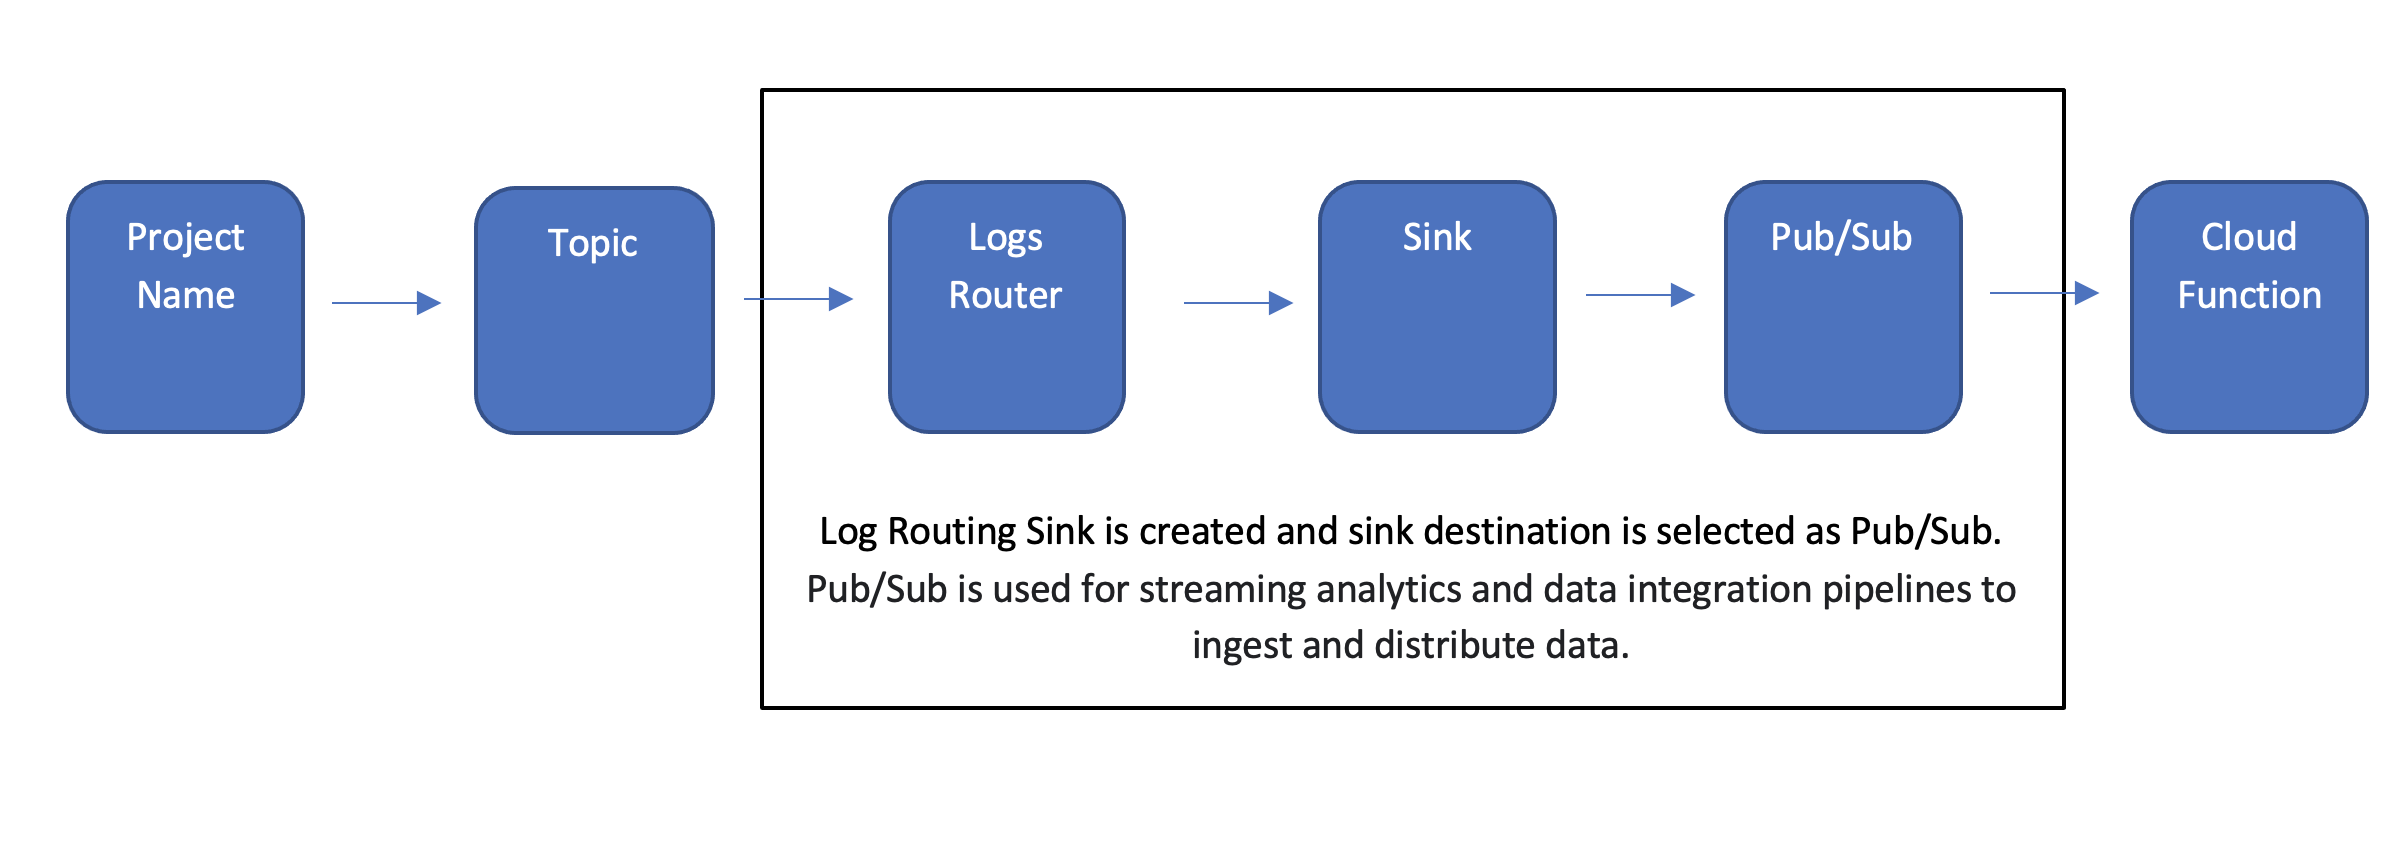 Project
Name
Topic
Logs
Router
Sink
Pub/Sub
Cloud
Function
Log Routing Sink is created and sink destination is selected as Pub/Sub.
Pub/Sub is used for streaming analytics and data integration pipelines to
ingest and distribute data.